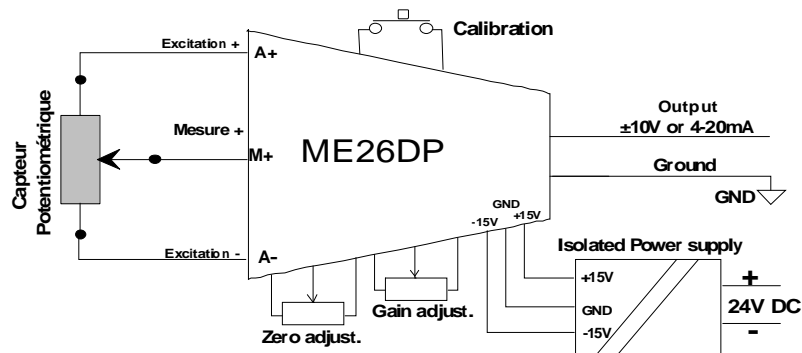 Calibration
Excitation +
A+
Capteur
Potentiométrique
Mesure +
M+
ME26DP
Output
±10V or 4-20mA
Ground
GND
Excitation -
A-
GND
-15V
+15V
Isolated Power supply
+15V
GND
-15V
+
24V DC
-
Gain adjust.
Zero adjust.